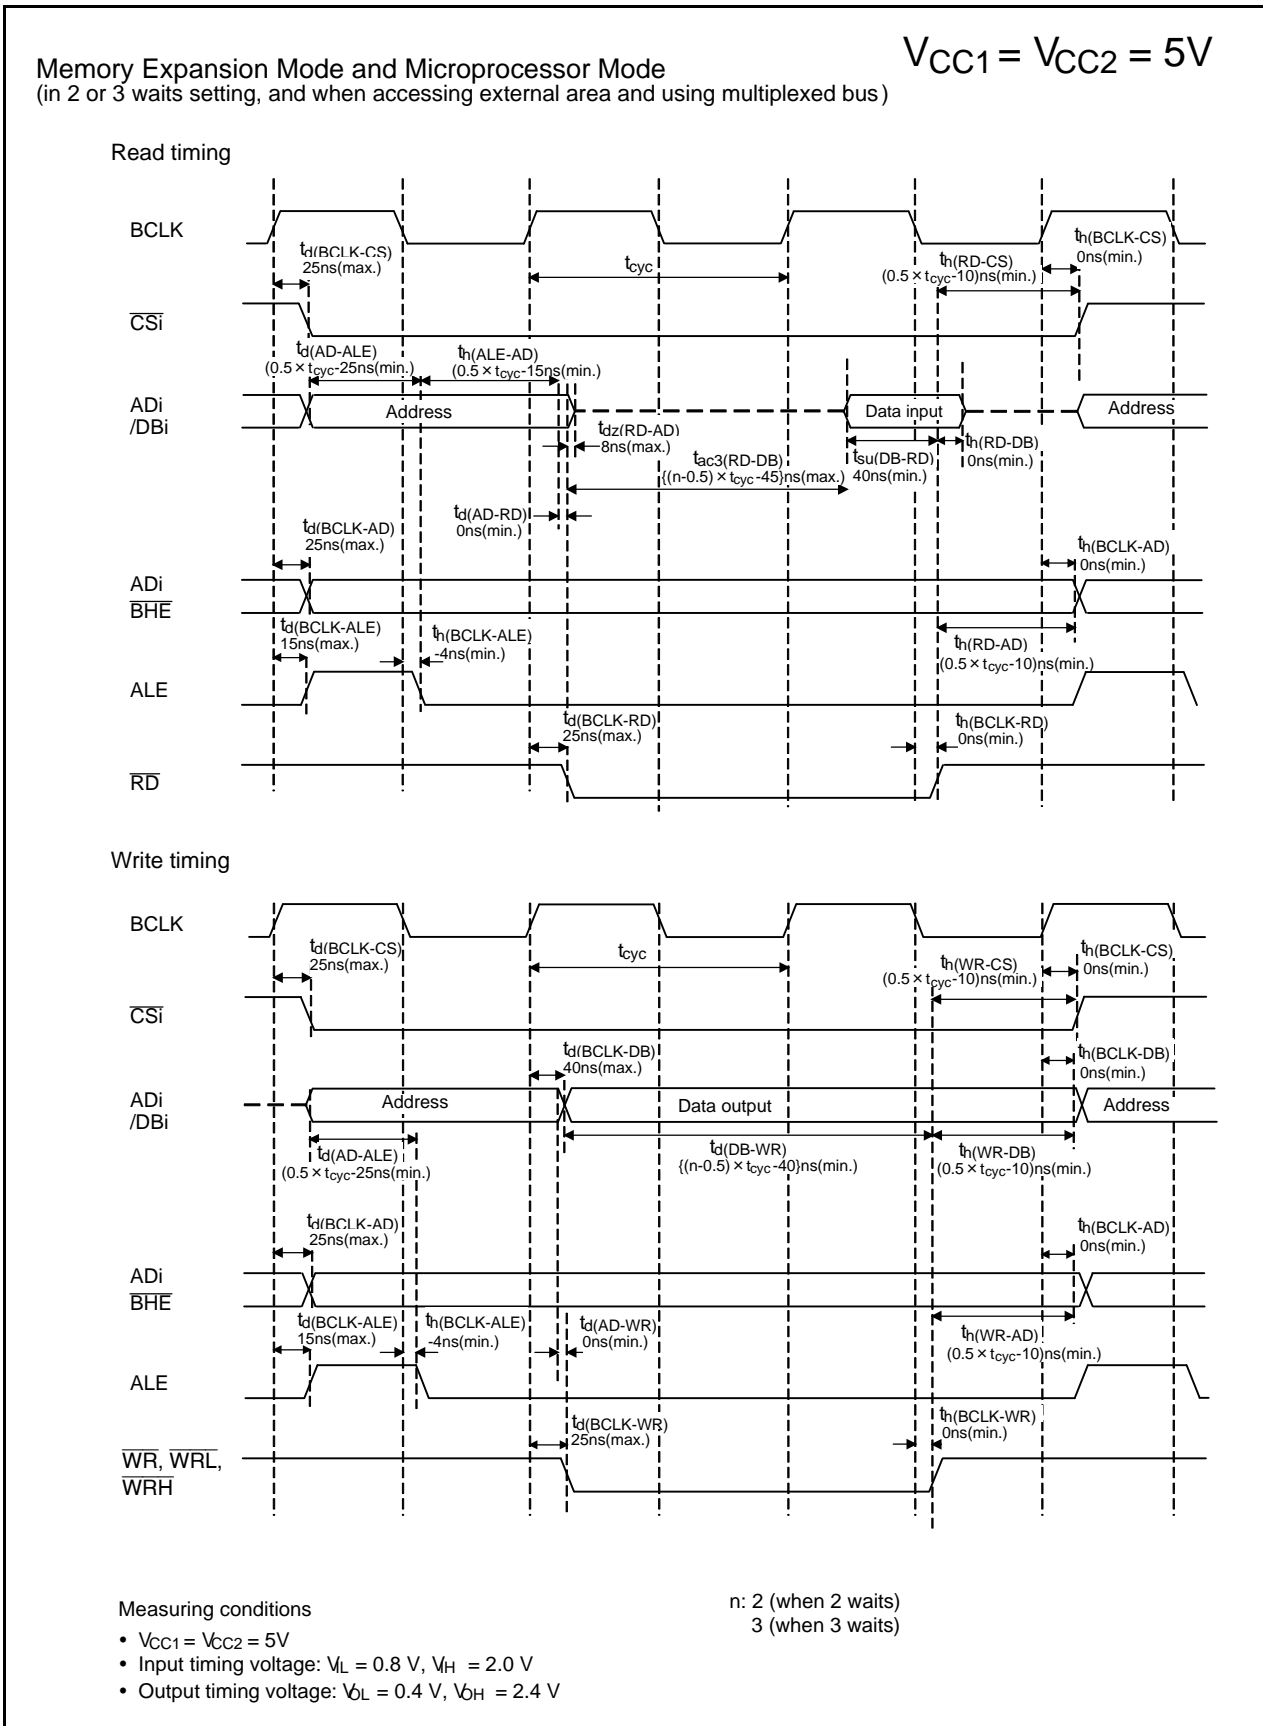 VCC1 = VCC2 = 5V
Memory Expansion Mode and Microprocessor Mode
(in 2 or 3 waits setting, and when accessing external area and using multiplexed bus)
Read timing
BCLK
td(BCLK-CS)
25ns(max.)
tcyc
th(RD-CS)
(0.5 × tcyc-10)ns(min.)
th(BCLK-CS)
0ns(min.)
CSi
td(AD-ALE)
(0.5 × tcyc-25ns(min.)
th(ALE-AD)
(0.5 × tcyc-15ns(min.)
ADi
/DBi
Address
Data input
Address
tdz(RD-AD)
8ns(max.)
tac3(RD-DB)
{(n-0.5) × tcyc-45}ns(max.)
tsu(DB-RD)
40ns(min.)
th(RD-DB)
0ns(min.)
td(AD-RD)
0ns(min.)
td(BCLK-AD)
25ns(max.)
th(BCLK-AD)
0ns(min.)
ADi
BHE
td(BCLK-ALE)
15ns(max.)
th(BCLK-ALE)
-4ns(min.)
th(RD-AD)
(0.5 × tcyc-10)ns(min.)
ALE
td(BCLK-RD)
25ns(max.)
th(BCLK-RD)
0ns(min.)
RD
Write timing
BCLK
td(BCLK-CS)
25ns(max.)
tcyc
th(WR-CS)
(0.5 × tcyc-10)ns(min.)
th(BCLK-CS)
0ns(min.)
CSi
td(BCLK-DB)
40ns(max.)
th(BCLK-DB)
0ns(min.)
ADi
/DBi
Address
Data output
Address
td(AD-ALE)
(0.5 × tcyc-25ns(min.)
td(DB-WR)
{(n-0.5) × tcyc-40}ns(min.)
th(WR-DB)
(0.5 × tcyc-10)ns(min.)
td(BCLK-AD)
25ns(max.)
th(BCLK-AD)
0ns(min.)
ADi
BHE
td(BCLK-ALE)
15ns(max.)
th(BCLK-ALE)
-4ns(min.)
td(AD-WR)
0ns(min.)
th(WR-AD)
(0.5 × tcyc-10)ns(min.)
ALE
td(BCLK-WR)
25ns(max.)
th(BCLK-WR)
0ns(min.)
WR, WRL,
WRH
Measuring conditions
• VCC1 = VCC2 = 5V
• Input timing voltage: VIL = 0.8 V, VIH = 2.0 V
• Output timing voltage: VOL = 0.4 V, VOH = 2.4 V
n: 2 (when 2 waits)
3 (when 3 waits)